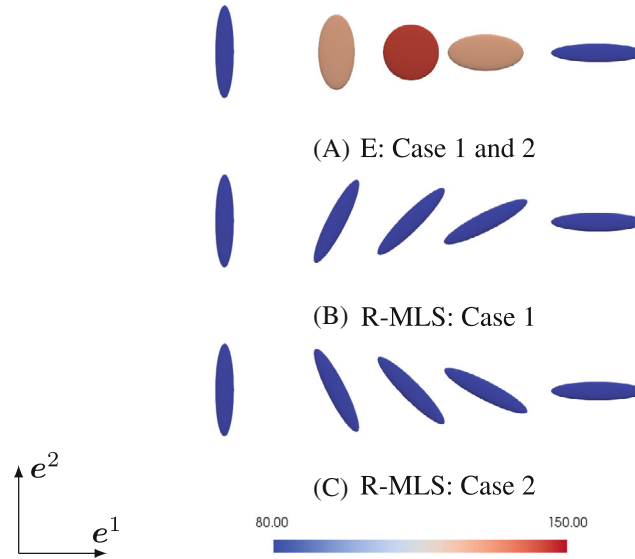 (A) E: Case 1 and 2
(B) R-MLS: Case 1
(C) R-MLS: Case 2
e²
e¹
80.00 150.00